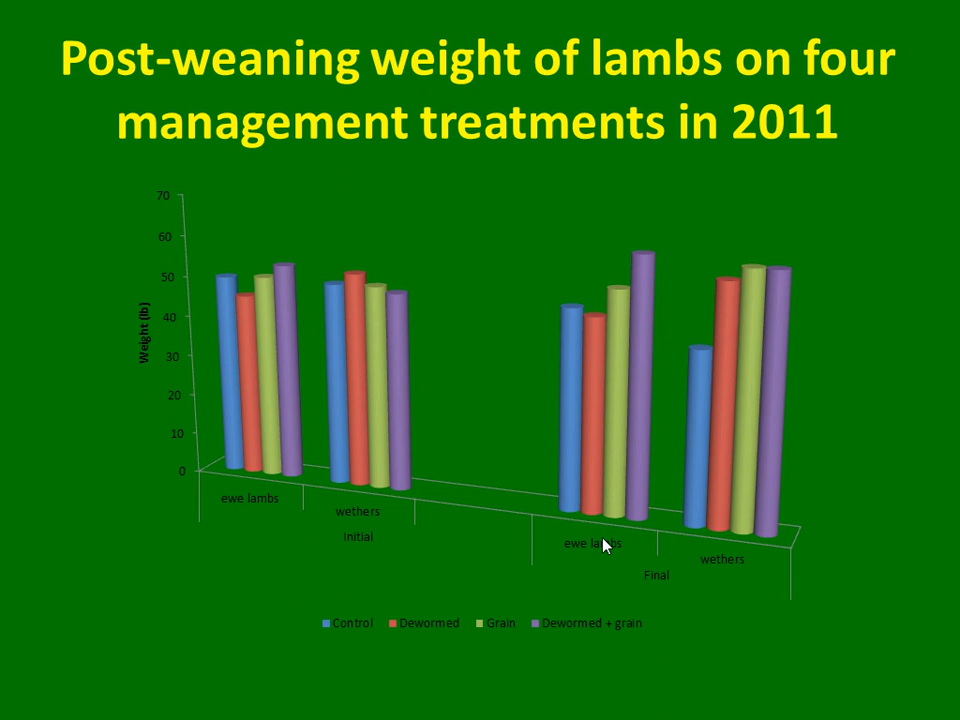 Post-weaning weight of lambs on four
management treatments in 2011
70
60
50
40
30
20
10
0
Weight (lb)
ewe lambs
wethers
Initial
ewe lambs
wethers
Final
Control Dewormed Grain Dewormed + grain